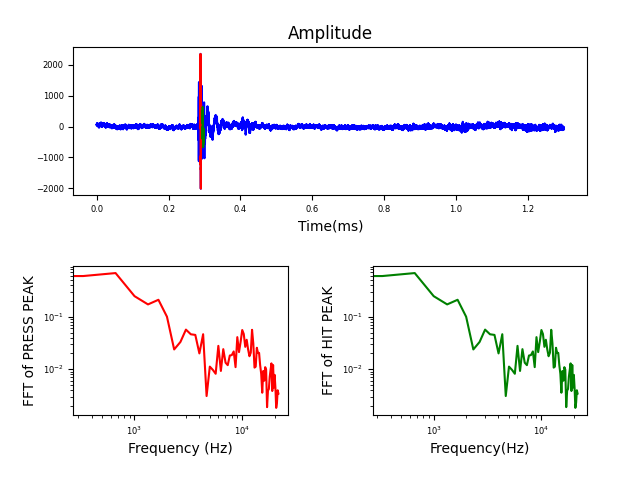 Amplitude
2000
1000
0
−1000
−2000
0.0 0.2 0.4 0.6 0.8 1.0 1.2
Time(ms)
FFT of PRESS PEAK
10⁻¹
10⁻²
10³ 10⁴
Frequency (Hz)
FFT of HIT PEAK
10⁻¹
10⁻²
10³ 10⁴
Frequency(Hz)